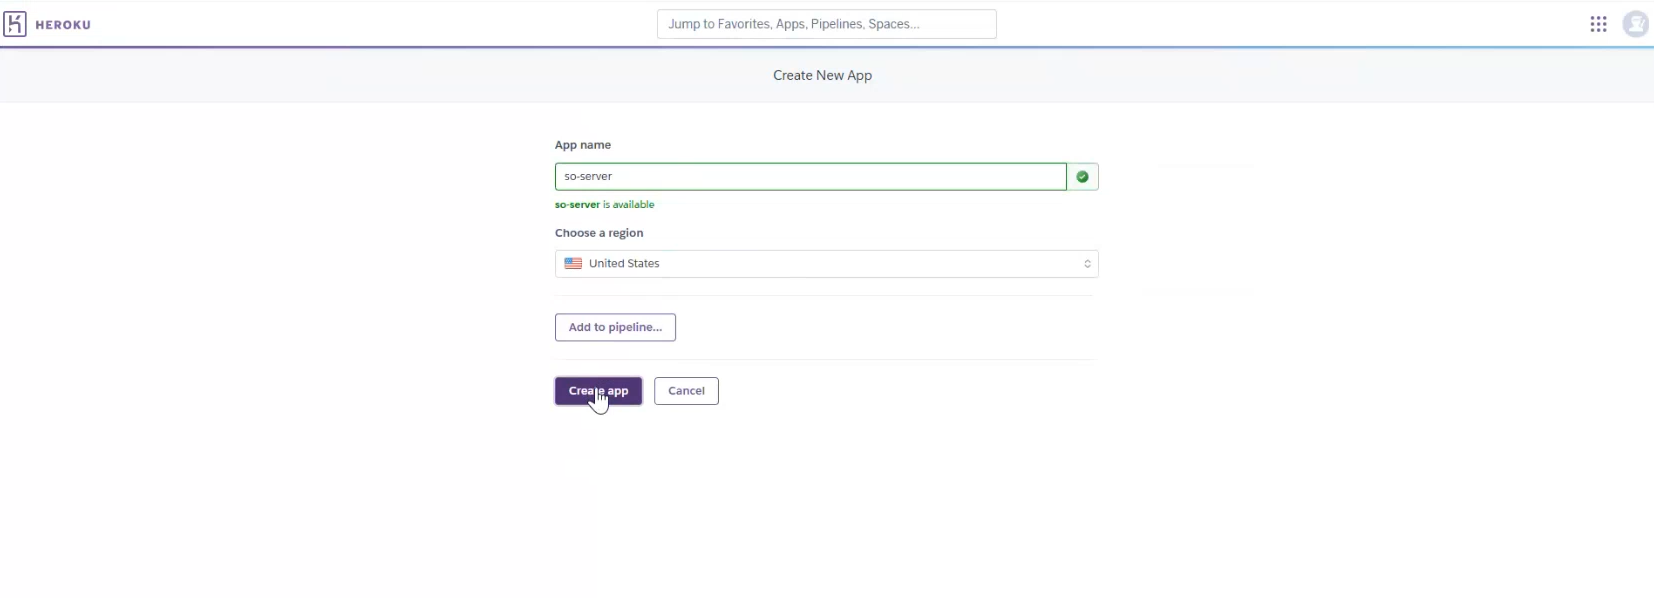 HEROKU
Jump to Favorites, Apps, Pipelines, Spaces...
Create New App
App name
so-server
so-server is available
Choose a region
United States
Add to pipeline...
Create app
Cancel